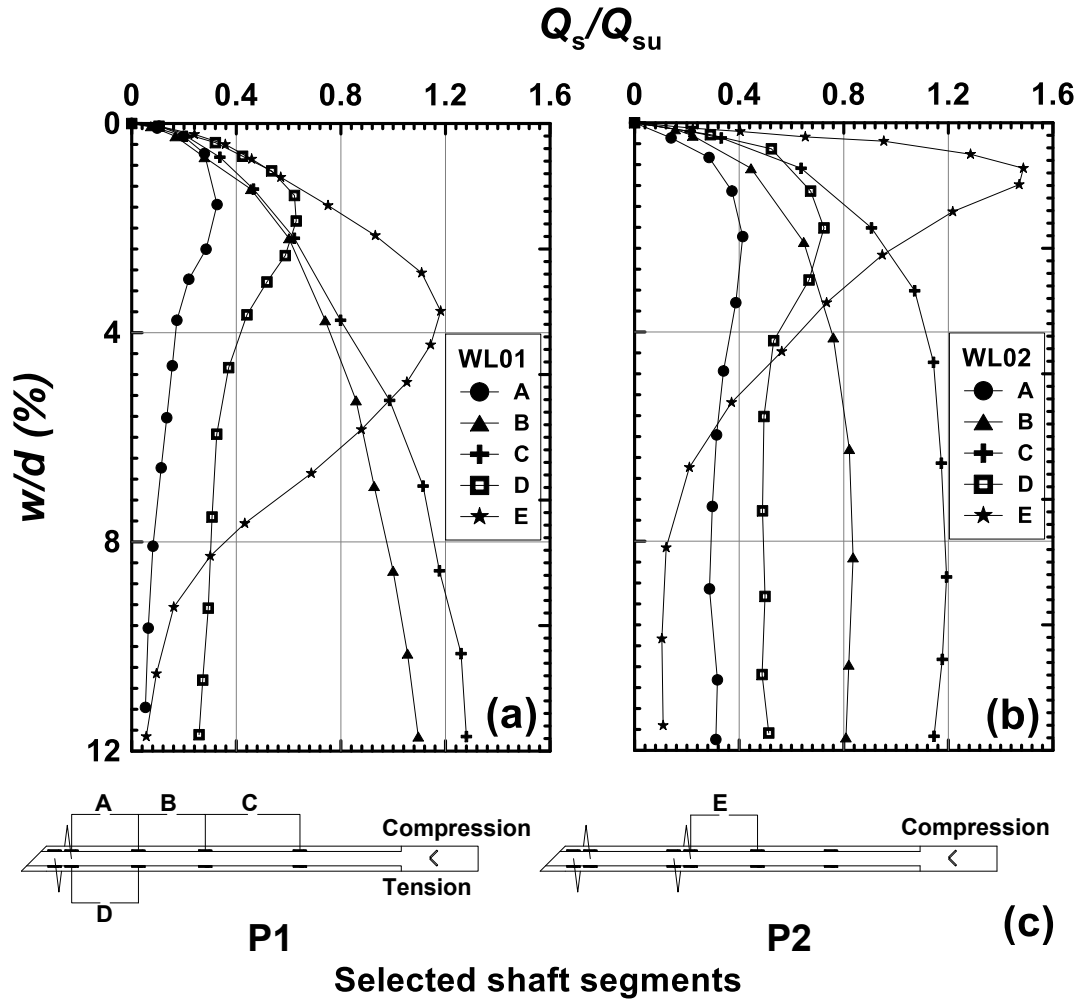 Qs/Qsu
0 0.4 0.8 1.2 1.6
0 0.4 0.8 1.2 1.6
0
4
8
12
w/d (%)
WL01
A
B
C
D
E
(a)
WL02
A
B
C
D
E
(b)
A B C
Compression
Tension
D
P1
E
Compression
P2
(c)
Selected shaft segments